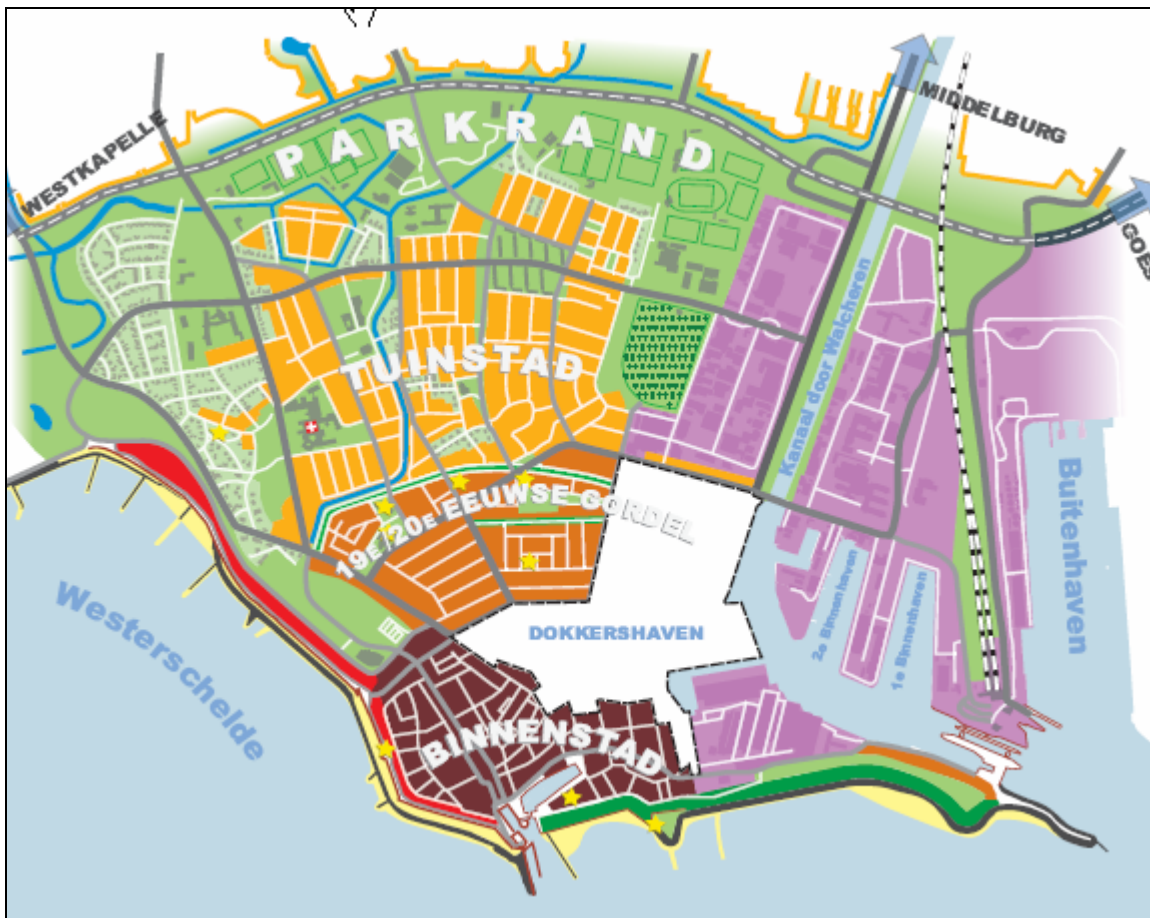 PARKRAND
MIDDELBURG
WESTKAPELLE
GOES
TUINSTAD
Kanaal door Walcheren
Buitenhaven
19E/20E EEUWSE GORDEL
Westerschelde
DOKKERSHAVEN
2e Binnenhaven
1e Binnenhaven
BINNENSTAD